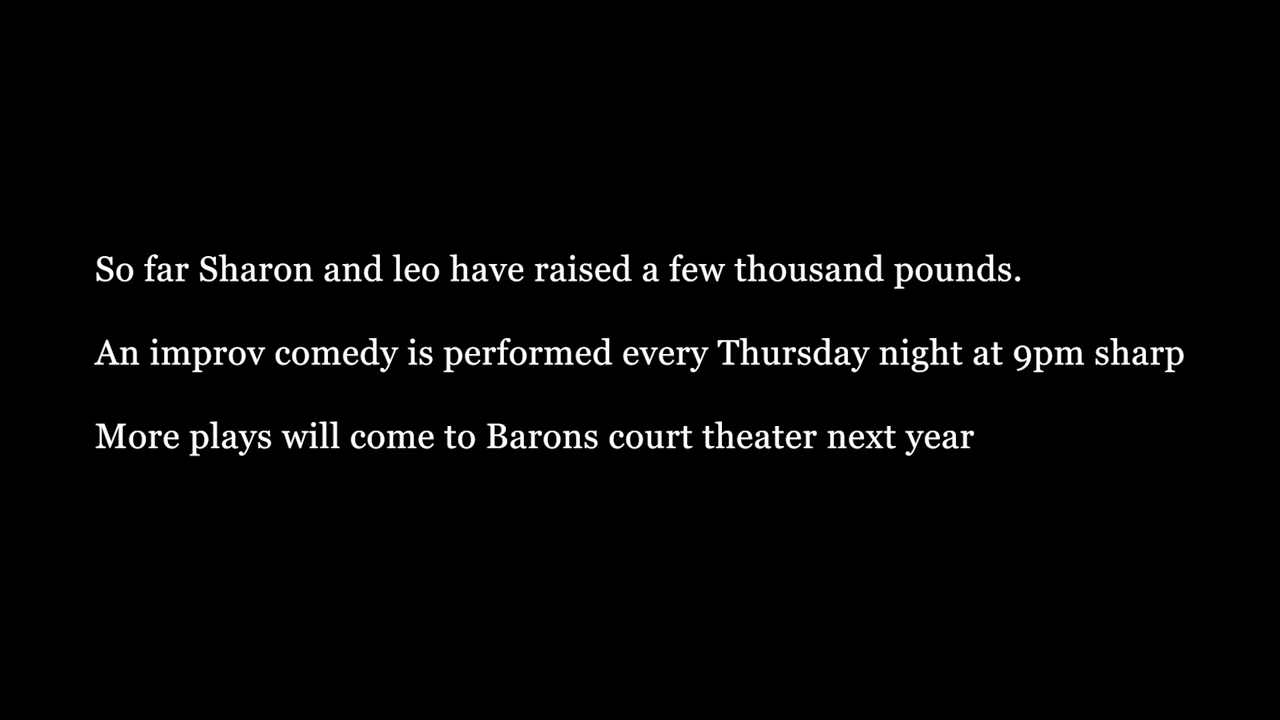 So far Sharon and leo have raised a few thousand pounds.
An improv comedy is performed every Thursday night at 9pm sharp
More plays will come to Barons court theater next year